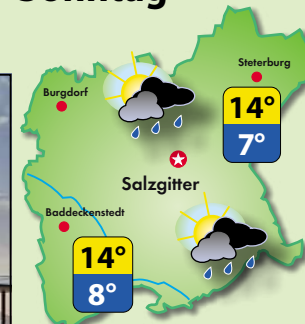 Sonntag
Steterburg
Burgdorf
14°
7°
Salzgitter
Baddeckenstedt
14°
8°